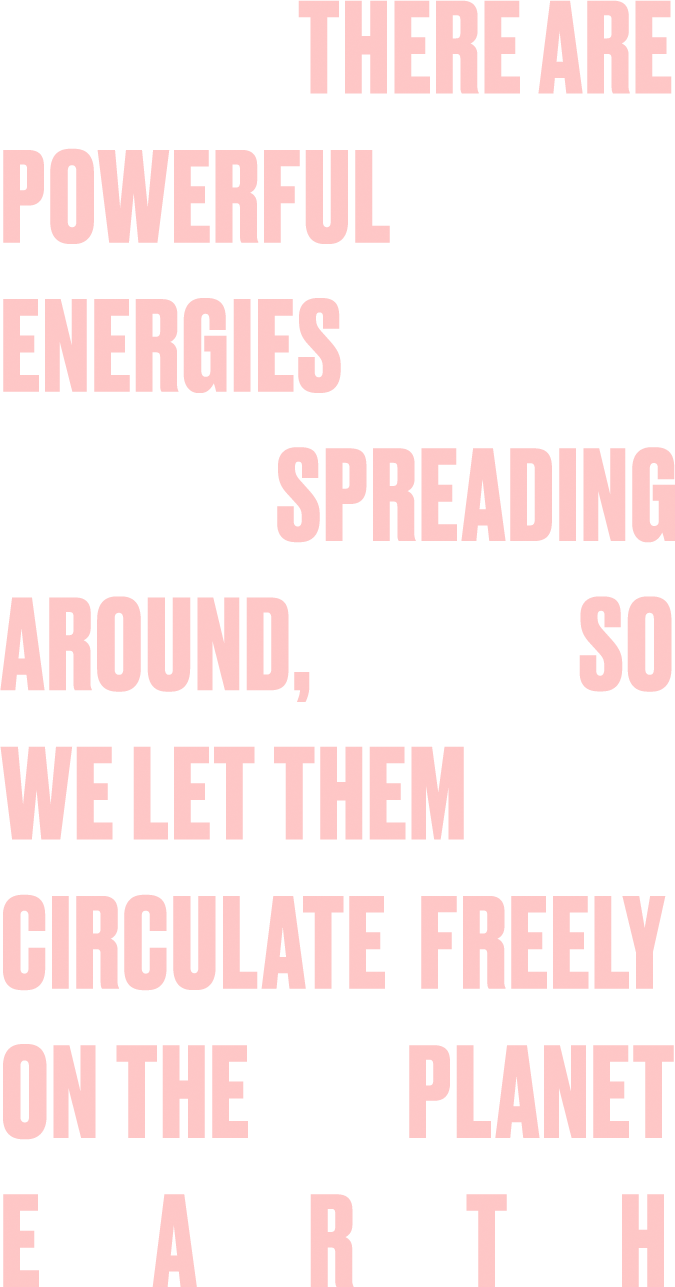 THERE ARE
POWERFUL
ENERGIES
SPREADING
AROUND, SO
WE LET THEM
CIRCULATE FREELY
ON THE PLANET
E A R T H